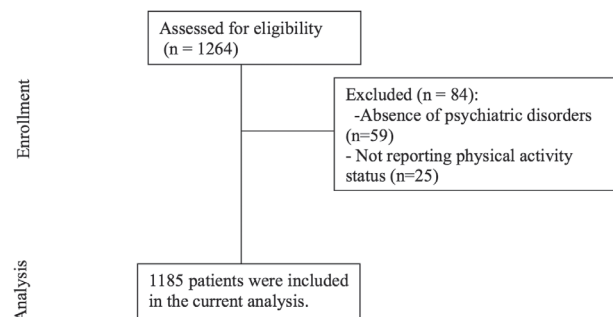 Assessed for eligibility
(n = 1264)
Enrollment
Excluded (n = 84):
-Absence of psychiatric disorders
(n=59)
- Not reporting physical activity
status (n=25)
Analysis
1185 patients were included
in the current analysis.